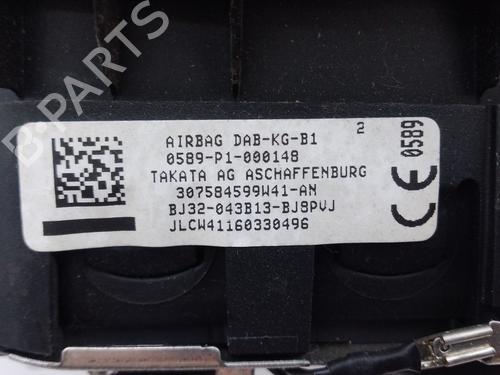 AIRBAG DAB-KG-B1 2
0589-P1-000148
TAKATA AG ASCHAFFENBURG
307584599W41-AN
BJ32-043B13-BJ8PVJ
JLCW41160330496
CE 0589
B-PARTS